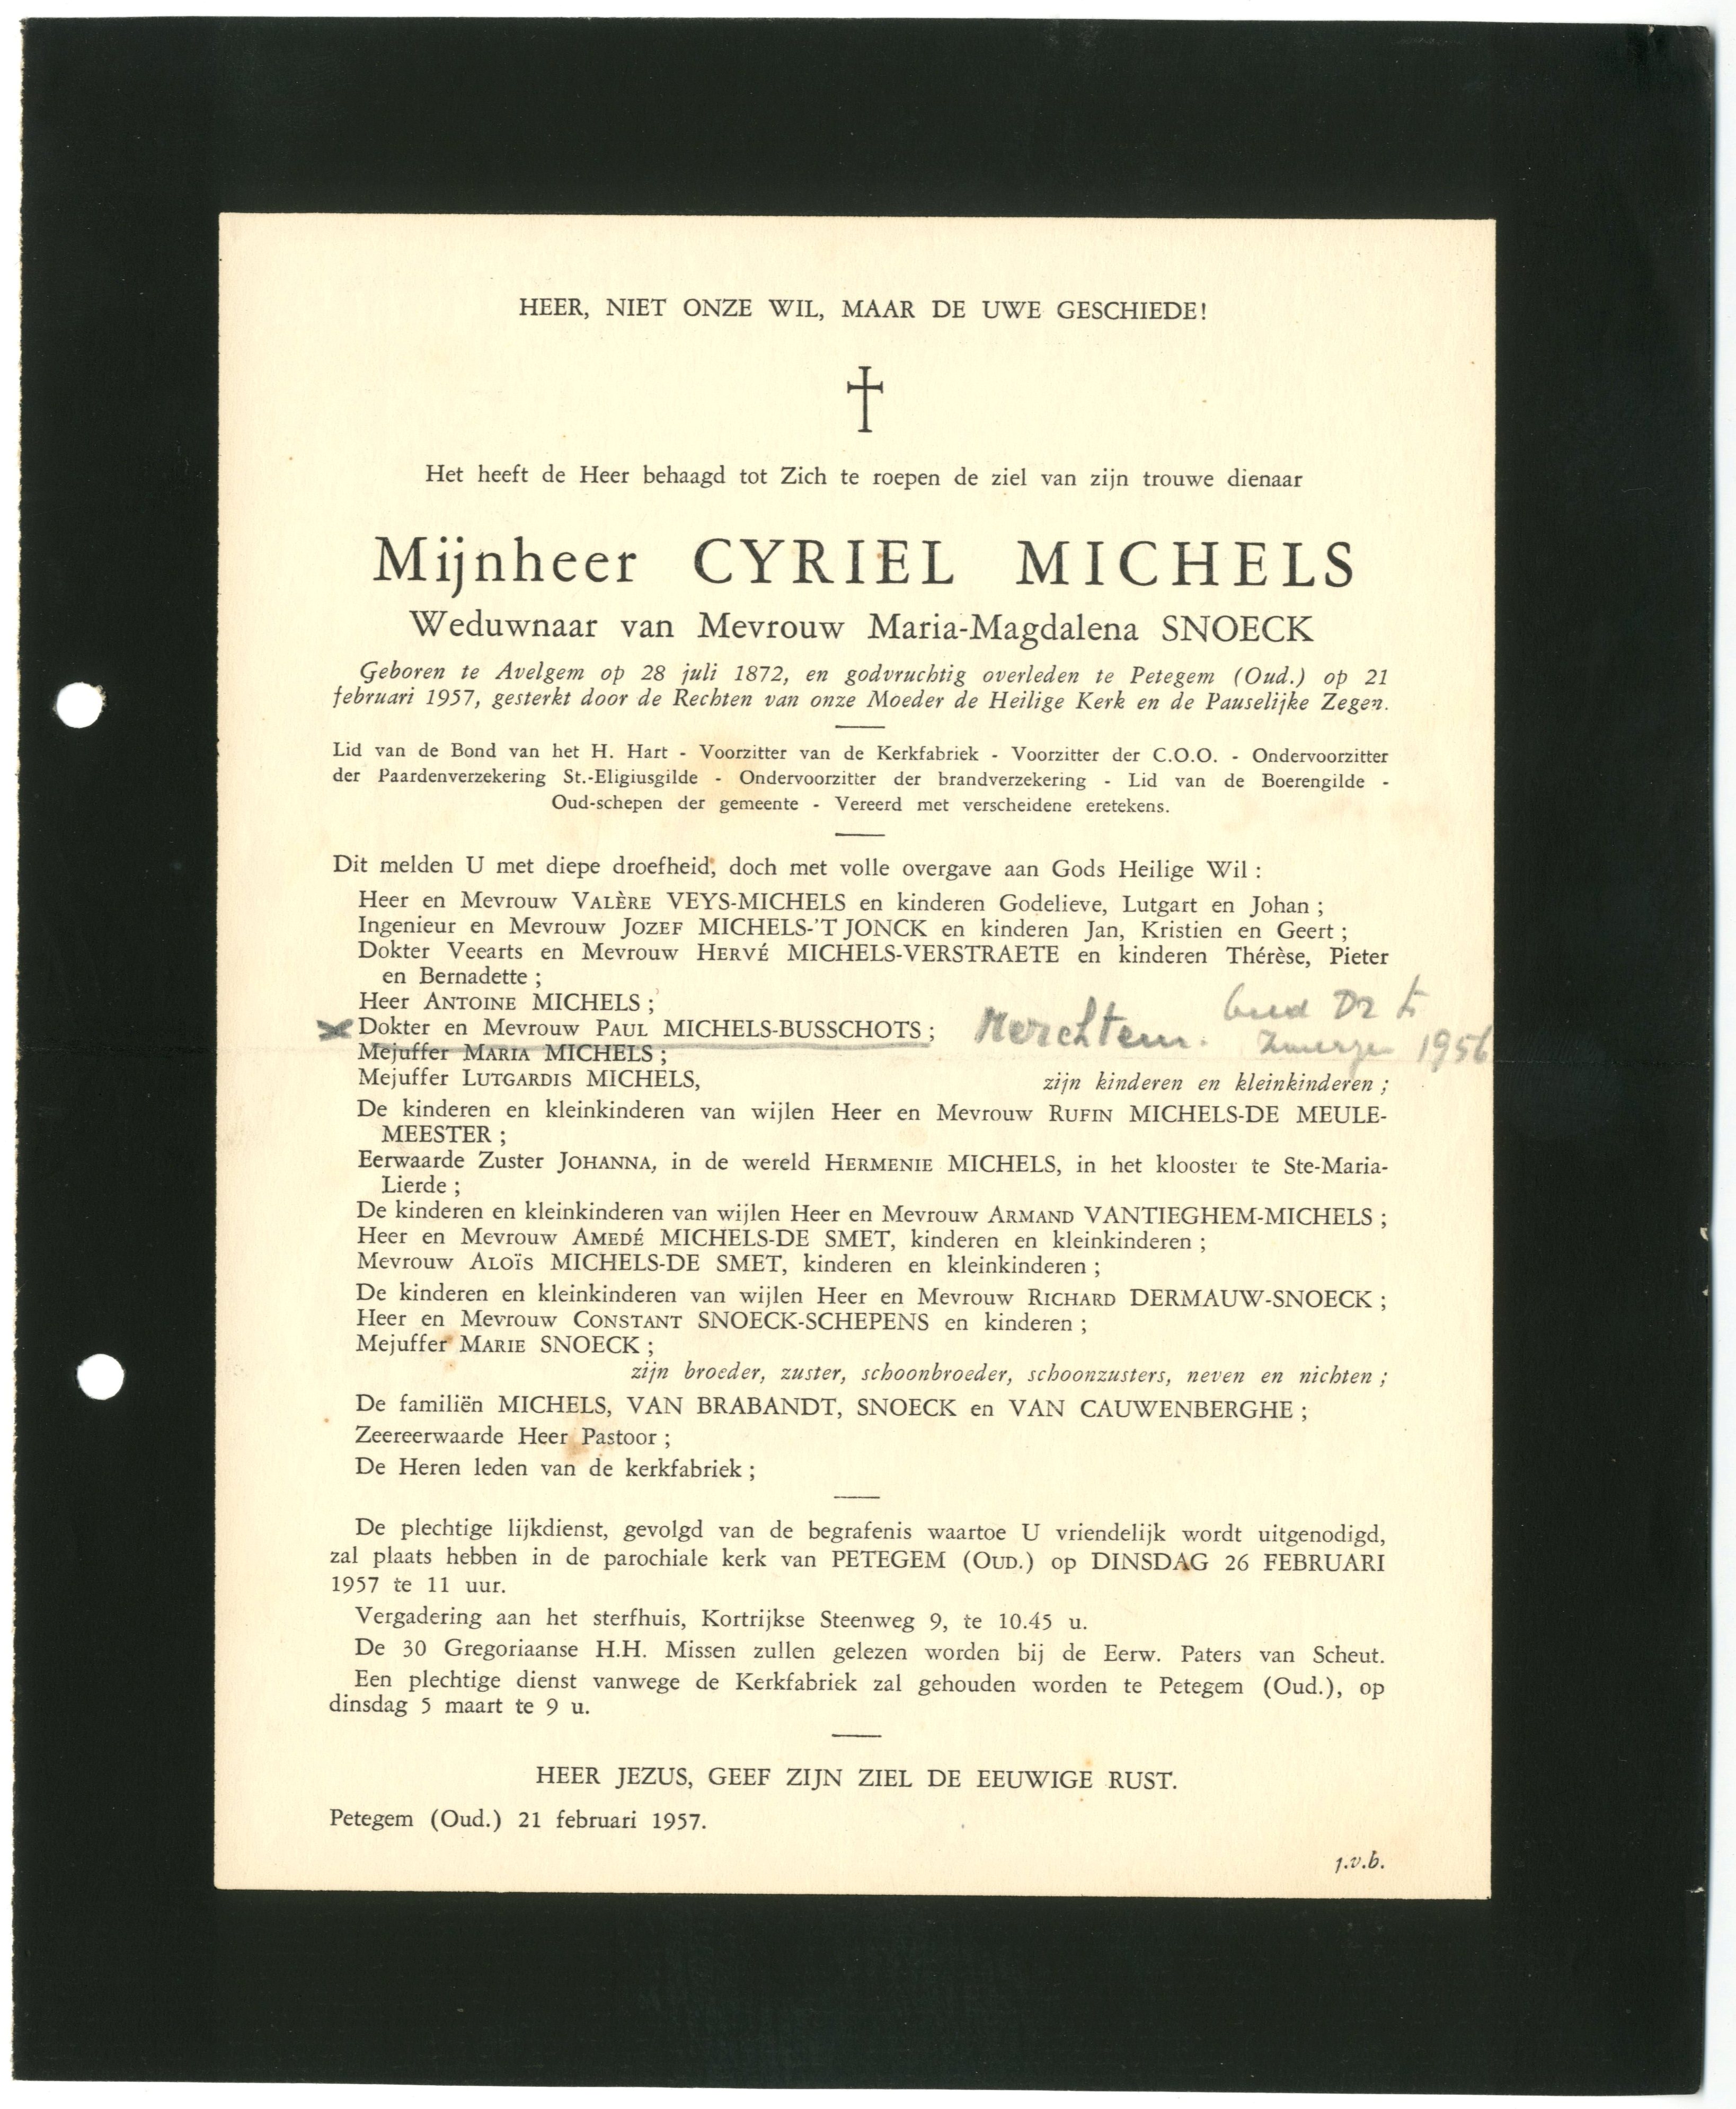 HEER, NIET ONZE WIL, MAAR DE UWE GESCHIEDE!
Het heeft de Heer behaagd tot Zich te roepen de ziel van zijn trouwe dienaar
Mijnheer CYRIEL MICHELS
Weduwnaar van Mevrouw Maria-Magdalena SNOECK
Geboren te Avelgem op 28 juli 1872, en godvruchtig overleden te Petegem (Oud.) op 21
februari 1957, gesterkt door de Rechten van onze Moeder de Heilige Kerk en de Pauselijke Zegen.
Lid van de Bond van het H. Hart - Voorzitter van de Kerkfabriek - Voorzitter der C.O.O. - Ondervoorzitter
der Paardenverzekering St.-Eligiusgilde - Ondervoorzitter der brandverzekering - Lid van de Boerengilde -
Oud-schepen der gemeente - Vereerd met verscheidene eretekens.
Dit melden U met diepe droefheid, doch met volle overgave aan Gods Heilige Wil :
Heer en Mevrouw VALÈRE VEYS-MICHELS en kinderen Godelieve, Lutgart en Johan ;
Ingenieur en Mevrouw JOZEF MICHELS-'T JONCK en kinderen Jan, Kristien en Geert ;
Dokter Veearts en Mevrouw HERVÉ MICHELS-VERSTRAETE en kinderen Thérèse, Pieter
en Bernadette ;
Heer ANTOINE MICHELS ;
Dokter en Mevrouw PAUL MICHELS-BUSSCHOTS ; Merchtem. 1956
Mejuffer MARIA MICHELS ;
Mejuffer LUTGARDIS MICHELS, zijn kinderen en kleinkinderen ;
De kinderen en kleinkinderen van wijlen Heer en Mevrouw RUFIN MICHELS-DE MEULE-
MEESTER ;
Eerwaarde Zuster JOHANNA, in de wereld HERMENIE MICHELS, in het klooster te Ste-Maria-
Lierde ;
De kinderen en kleinkinderen van wijlen Heer en Mevrouw ARMAND VANTIEGHEM-MICHELS ;
Heer en Mevrouw AMEDÉ MICHELS-DE SMET, kinderen en kleinkinderen ;
Mevrouw ALOÏS MICHELS-DE SMET, kinderen en kleinkinderen ;
De kinderen en kleinkinderen van wijlen Heer en Mevrouw RICHARD DERMAUW-SNOECK ;
Heer en Mevrouw CONSTANT SNOECK-SCHEPENS en kinderen ;
Mejuffer MARIE SNOECK ;
zijn broeder, zuster, schoonbroeder, schoonzusters, neven en nichten ;
De familiën MICHELS, VAN BRABANDT, SNOECK en VAN CAUWENBERGHE ;
Zeereerwaarde Heer Pastoor ;
De Heren leden van de kerkfabriek ;
De plechtige lijkdienst, gevolgd van de begrafenis waartoe U vriendelijk wordt uitgenodigd,
zal plaats hebben in de parochiale kerk van PETEGEM (OUD.) op DINSDAG 26 FEBRUARI
1957 te 11 uur.
Vergadering aan het sterfhuis, Kortrijkse Steenweg 9, te 10.45 u.
De 30 Gregoriaanse H.H. Missen zullen gelezen worden bij de Eerw. Paters van Scheut.
Een plechtige dienst vanwege de Kerkfabriek zal gehouden worden te Petegem (Oud.), op
dinsdag 5 maart te 9 u.
HEER JEZUS, GEEF ZIJN ZIEL DE EEUWIGE RUST.
Petegem (Oud.) 21 februari 1957.
j.v.b.